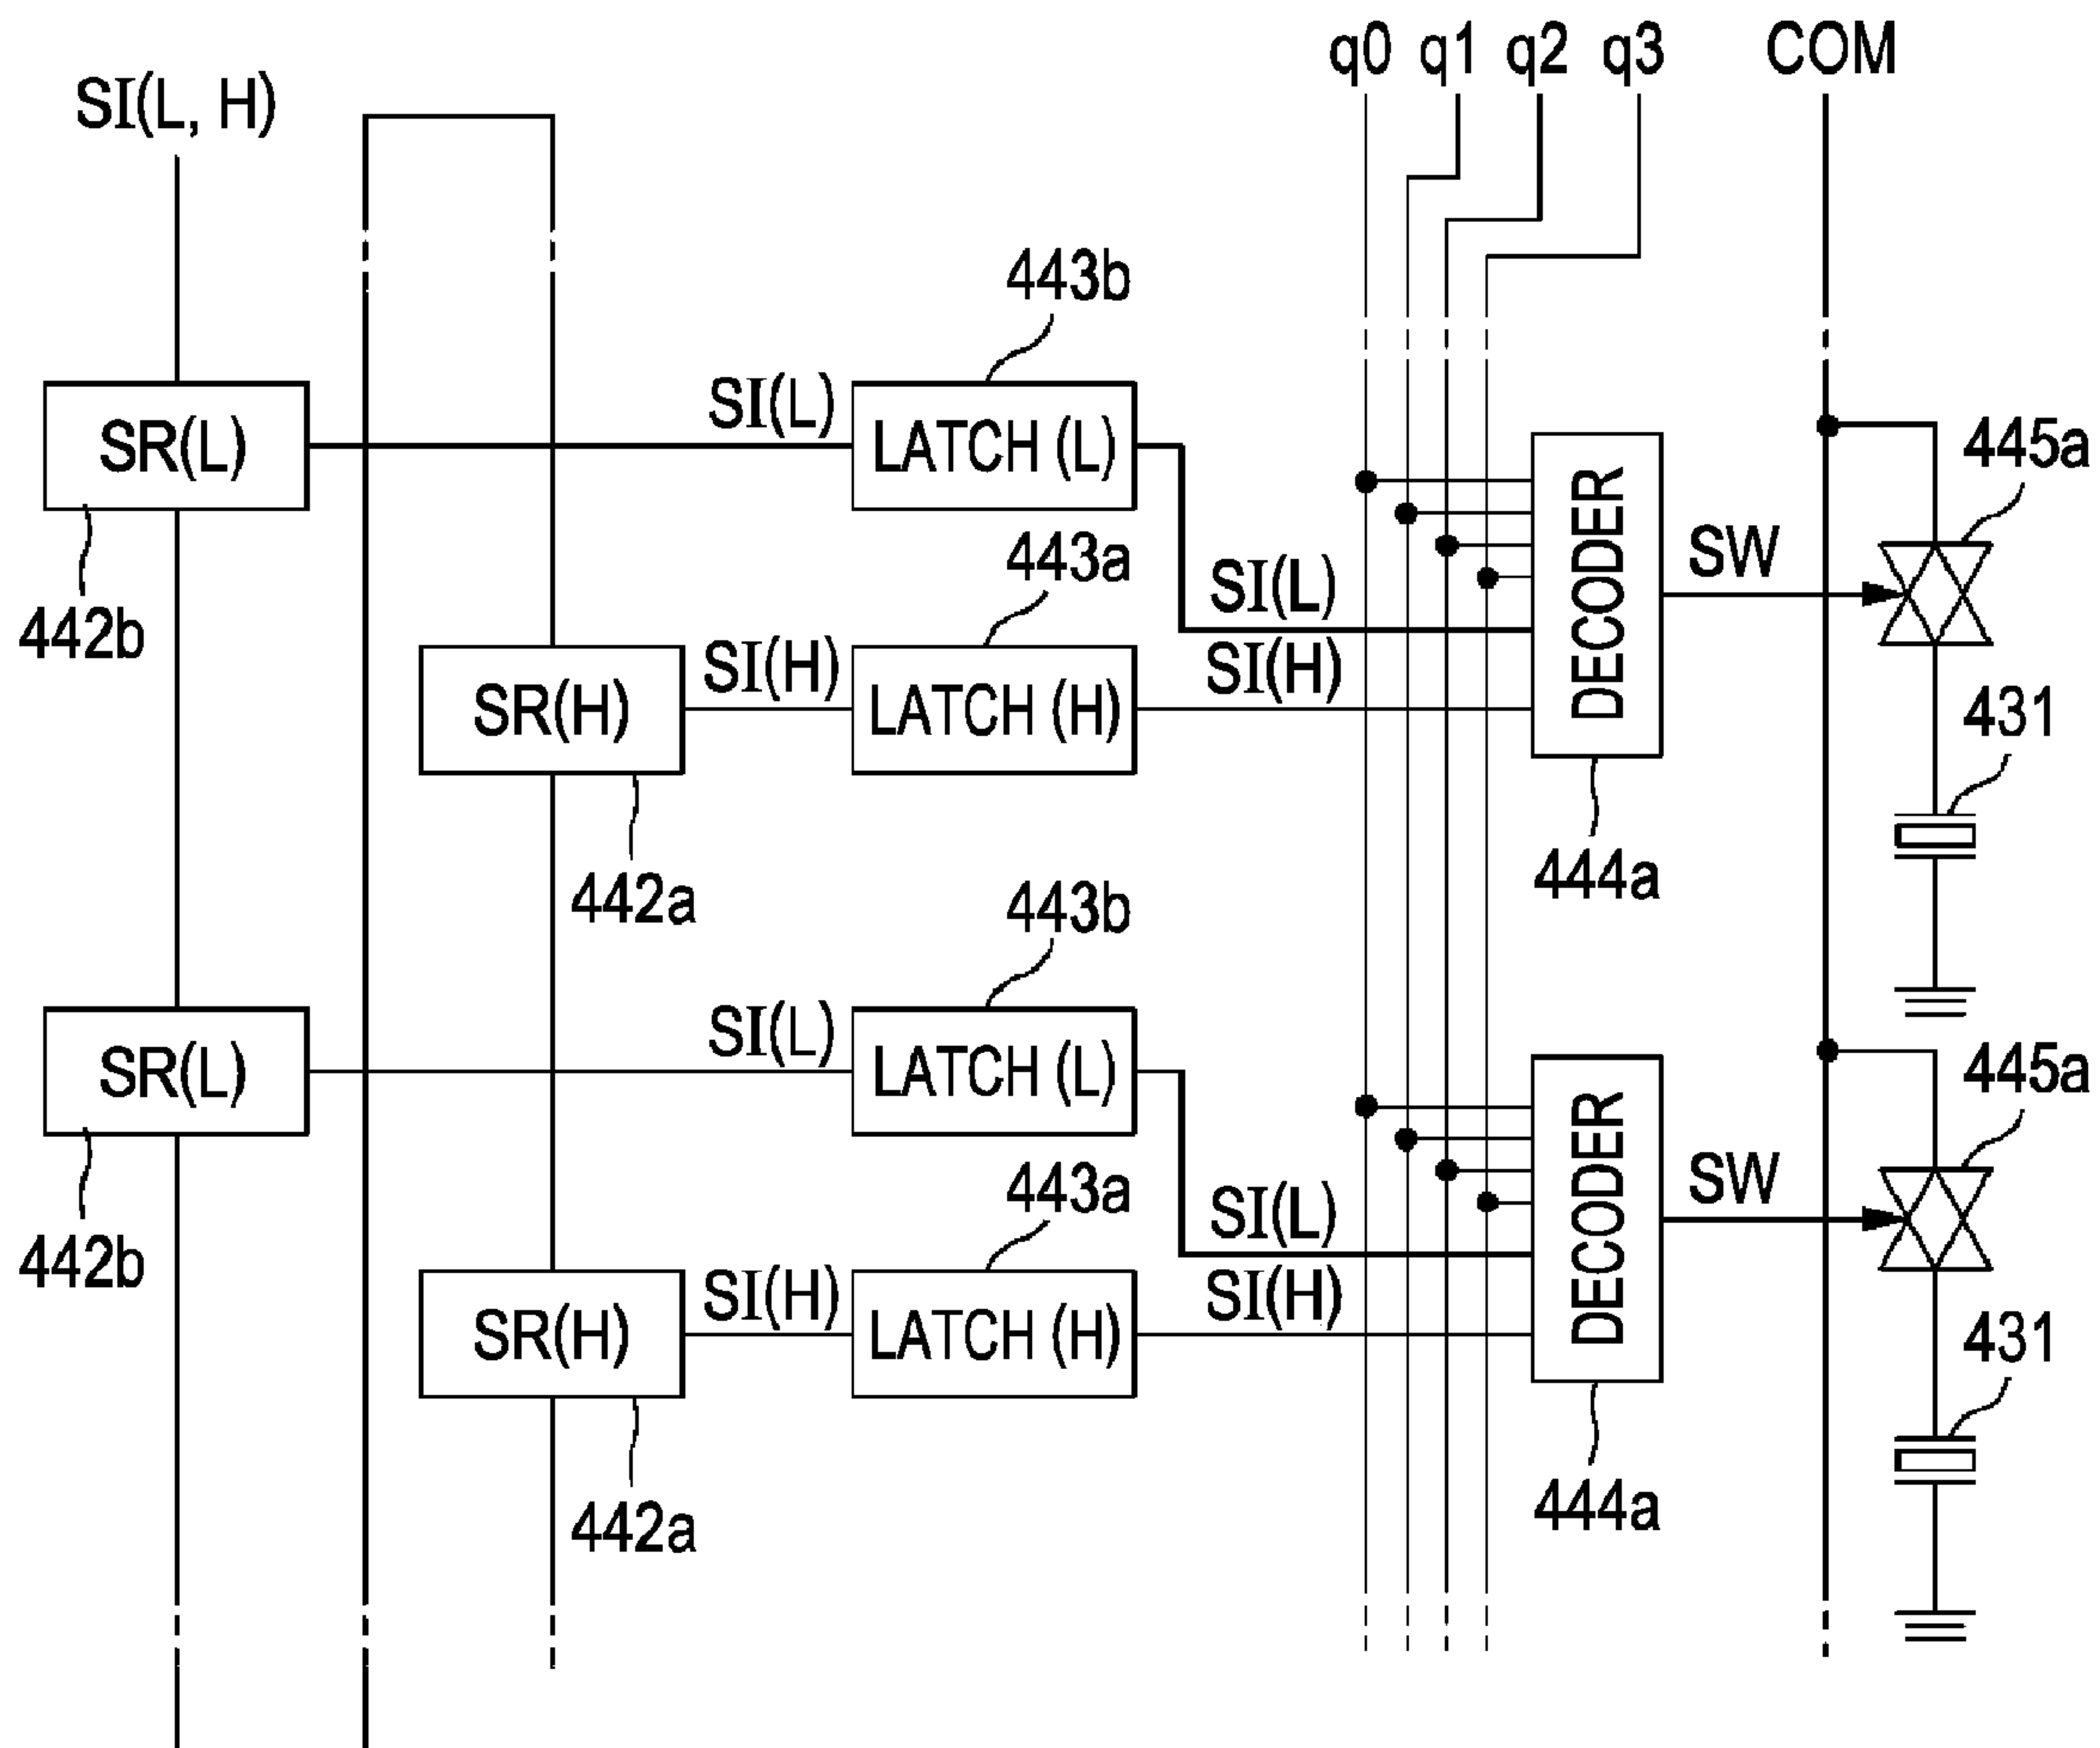 q0 q1 q2 q3 COM
SI(L, H)
443b
SR(L) SI(L) LATCH (L) 445a
442b 443a SI(L) DECODER SW
SR(H) SI(H) LATCH (H) SI(H) 431
442a 443b 444a
SR(L) SI(L) LATCH (L) 445a
442b 443a SI(L) DECODER SW
SR(H) SI(H) LATCH (H) SI(H) 431
442a 444a